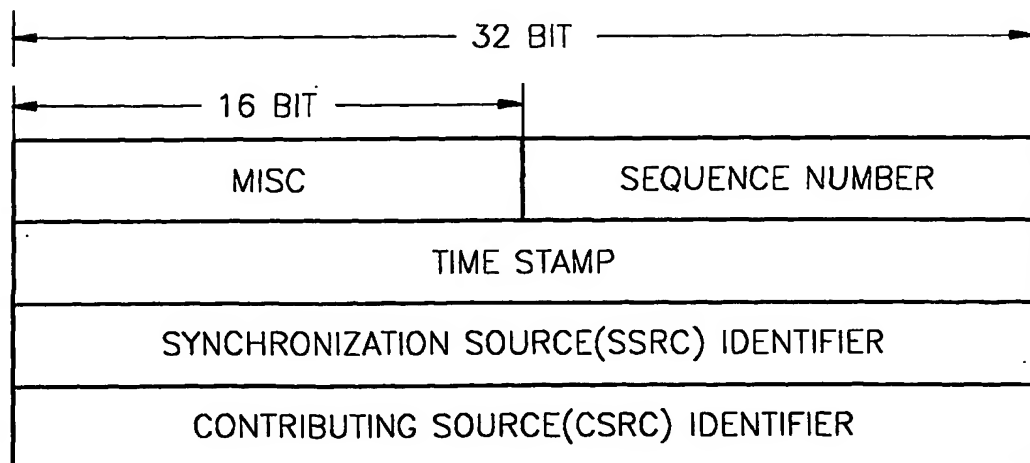 32 BIT
16 BIT
MISC SEQUENCE NUMBER
TIME STAMP
SYNCHRONIZATION SOURCE(SSRC) IDENTIFIER
CONTRIBUTING SOURCE(CSRC) IDENTIFIER